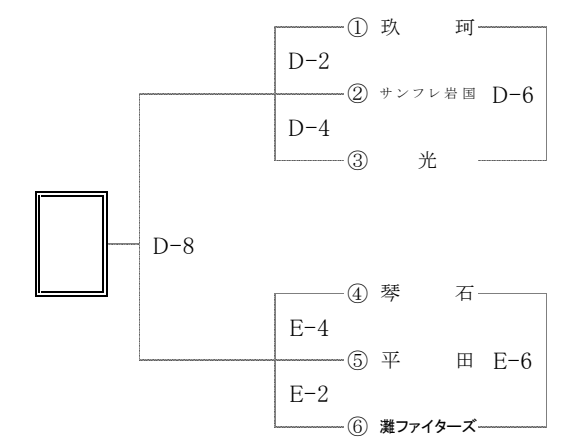 ① 玖 珂
D-2
② サンフレ岩国 D-6
D-4
③ 光
D-8
④ 琴 石
E-4
⑤ 平 田 E-6
E-2
⑥ 灘ファイターズ